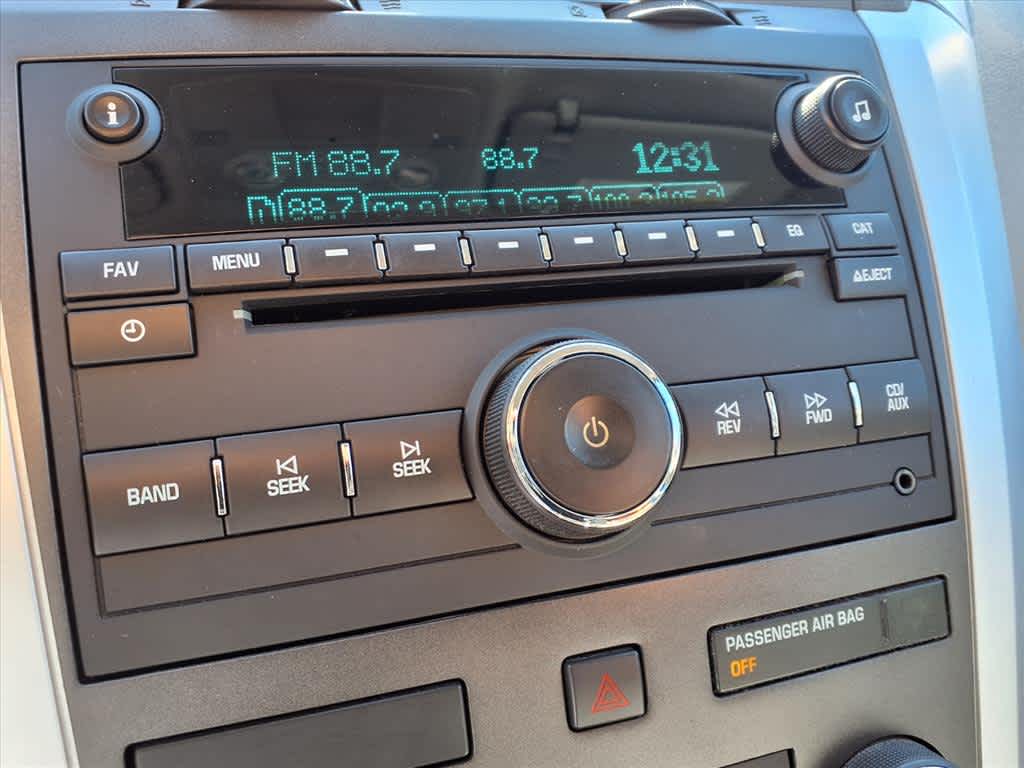 i
FM 88.7 88.7 12:31
88.7
FAV
MENU
EQ
CAT
EJECT
BAND
SEEK
SEEK
REV
FWD
CD/
AUX
PASSENGER AIR BAG
OFF